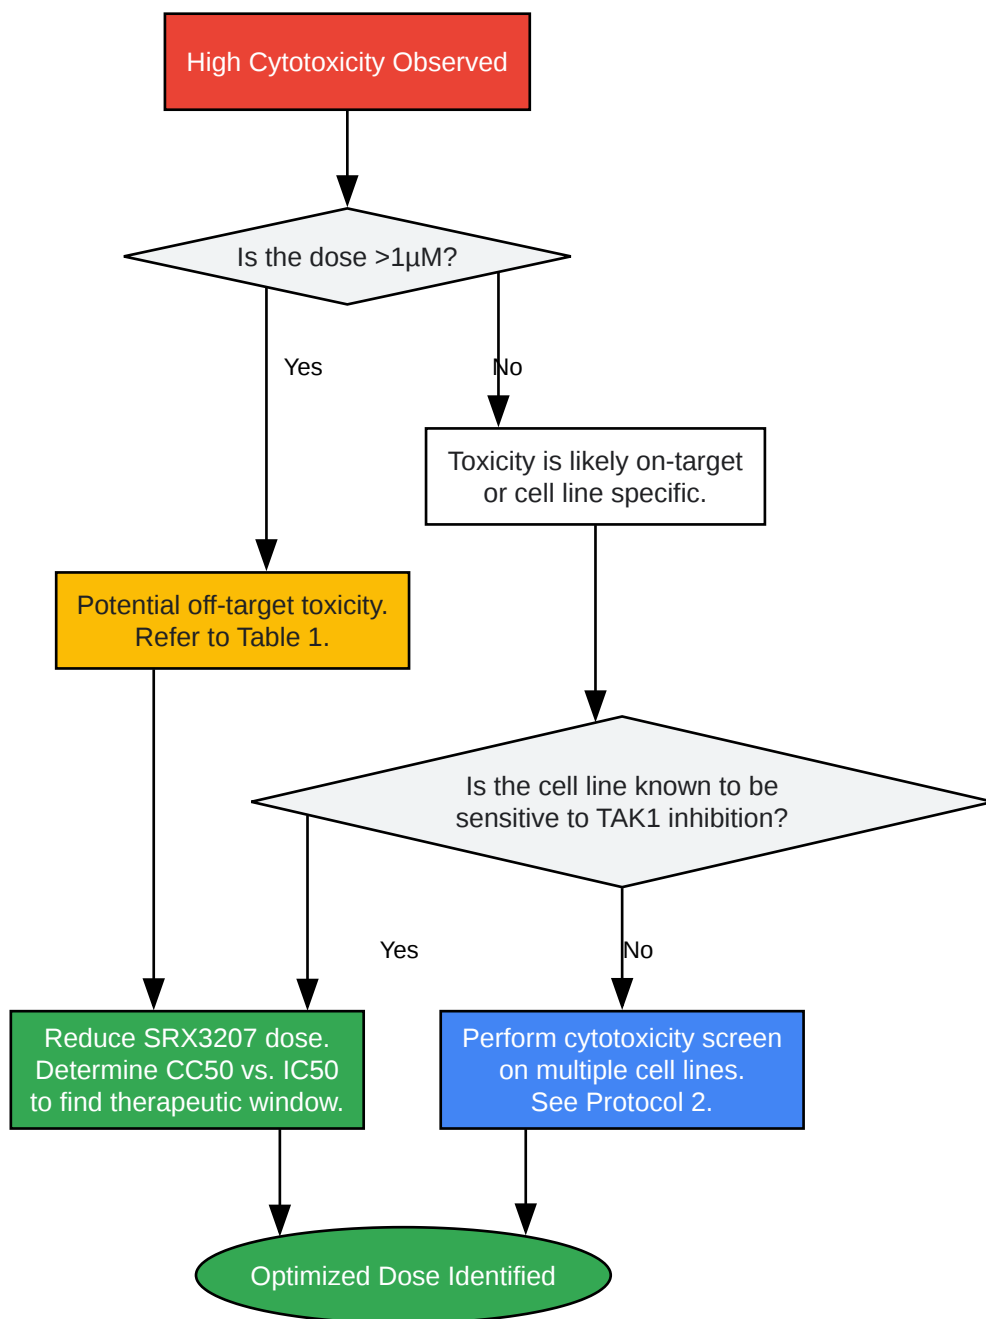 High Cytotoxicity Observed
Is the dose >1µM?
Yes
No
Toxicity is likely on-target
or cell line specific.
Potential off-target toxicity.
Refer to Table 1.
Is the cell line known to be
sensitive to TAK1 inhibition?
Yes
No
Reduce SRX3207 dose.
Determine CC50 vs. IC50
to find therapeutic window.
Perform cytotoxicity screen
on multiple cell lines.
See Protocol 2.
Optimized Dose Identified